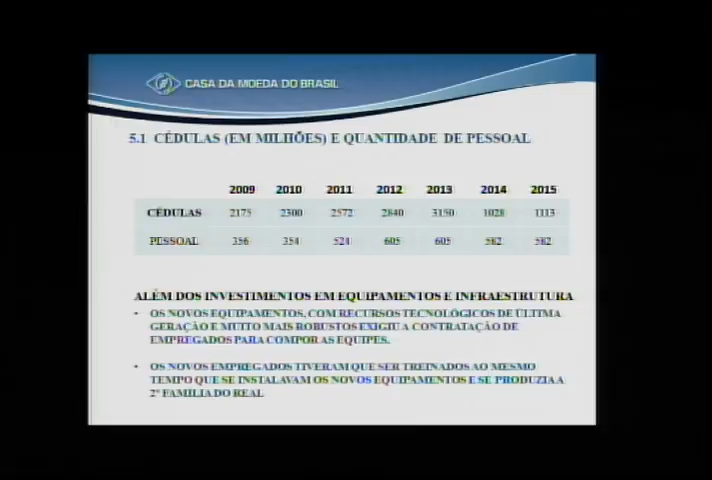 CASA DA MOEDA DO BRASIL
5.1 CÉDULAS (EM MILHÕES) E QUANTIDADE DE PESSOAL
2009 2010 2011 2012 2013 2014 2015
CÉDULAS 2175 2300 2572 2840 3150 1028 1113
PESSOAL 356 354 524 605 605 582 582
ALÉM DOS INVESTIMENTOS EM EQUIPAMENTOS E INFRAESTRUTURA
• OS NOVOS EQUIPAMENTOS, COM RECURSOS TECNOLÓGICOS DE ÚLTIMA
GERAÇÃO E MUITO MAIS ROBUSTOS EXIGIU A CONTRATAÇÃO DE
EMPREGADOS PARA COMPOR AS EQUIPES.
• OS NOVOS EMPREGADOS TIVERAM QUE SER TREINADOS AO MESMO
TEMPO QUE SE INSTALAVAM OS NOVOS EQUIPAMENTOS E SE PRODUZIA A
2ª FAMILIA DO REAL